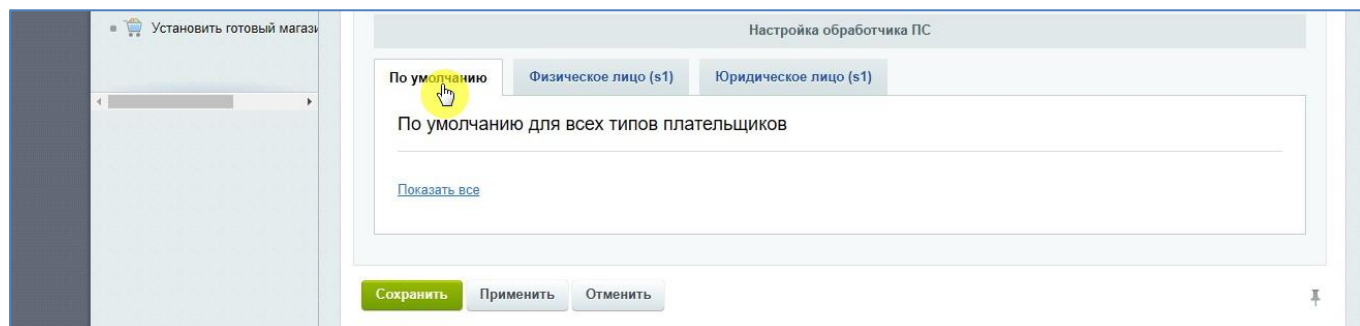 Установить готовый магази
Настройка обработчика ПС
По умолчанию
Физическое лицо (s1)
Юридическое лицо (s1)
По умолчанию для всех типов плательщиков
Показать все
Сохранить
Применить
Отменить